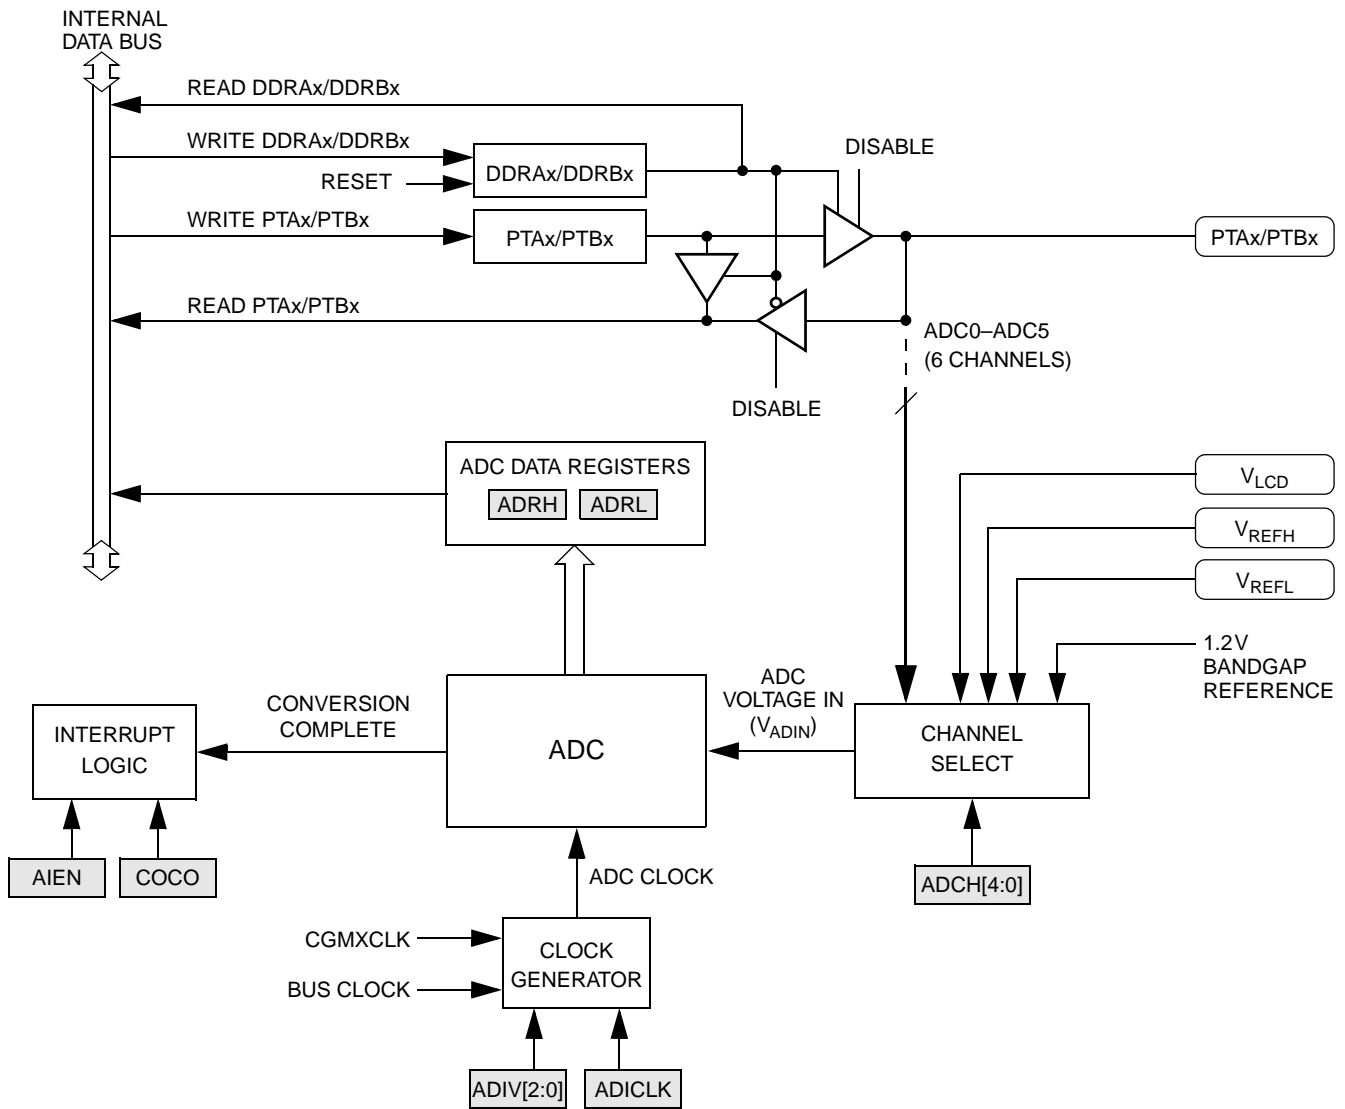 INTERNAL
DATA BUS
READ DDRAx/DDRBx
WRITE DDRAx/DDRBx
DISABLE
DDRAx/DDRBx
RESET
WRITE PTAx/PTBx
PTAx/PTBx
PTAx/PTBx
READ PTAx/PTBx
ADC0–ADC5
(6 CHANNELS)
DISABLE
ADC DATA REGISTERS
ADRH ADRL
VLCD
VREFH
VREFL
1.2V
BANDGAP
REFERENCE
ADC
VOLTAGE IN
(VADIN)
CONVERSION
COMPLETE
INTERRUPT
LOGIC
ADC
CHANNEL
SELECT
AIEN
COCO
ADC CLOCK
ADCH[4:0]
CGMXCLK
CLOCK
GENERATOR
BUS CLOCK
ADIV[2:0]
ADICLK